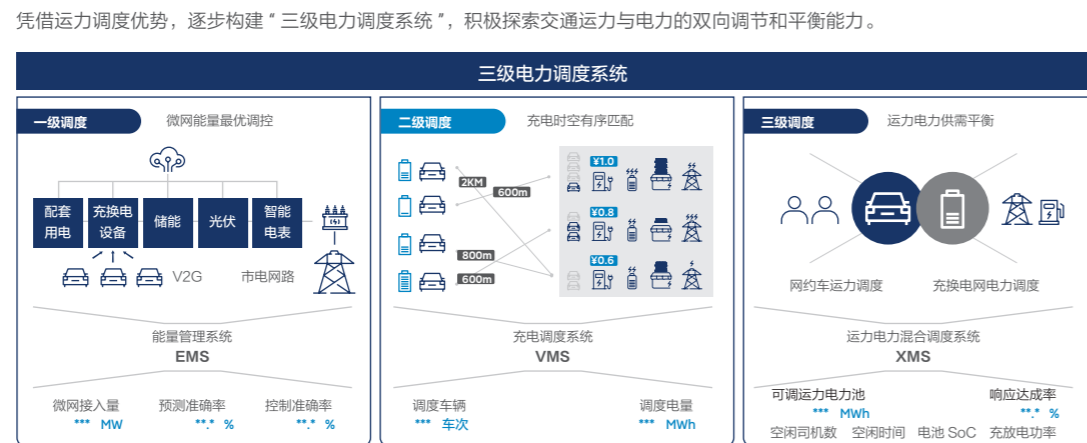 凭借运力调度优势，逐步构建“三级电力调度系统”，积极探索交通运力与电力的双向调节和平衡能力。
三级电力调度系统
一级调度
微网能量最优调控
配套
用电
充换电
设备
储能
光伏
智能
电表
V2G
市电网路
能量管理系统
EMS
微网接入量
*** MW
预测准确率
**.* %
控制准确率
**.* %
二级调度
充电时空有序匹配
2KM
600m
800m
600m
¥1.0
¥0.8
¥0.6
充电调度系统
VMS
调度车辆
*** 车次
调度电量
*** MWh
三级调度
运力电力供需平衡
网约车运力调度
充换电网电力调度
运力电力混合调度系统
XMS
可调运力电力池
*** MWh
响应达成率
**.* %
空闲司机数 空闲时间 电池 SoC 充放电功率